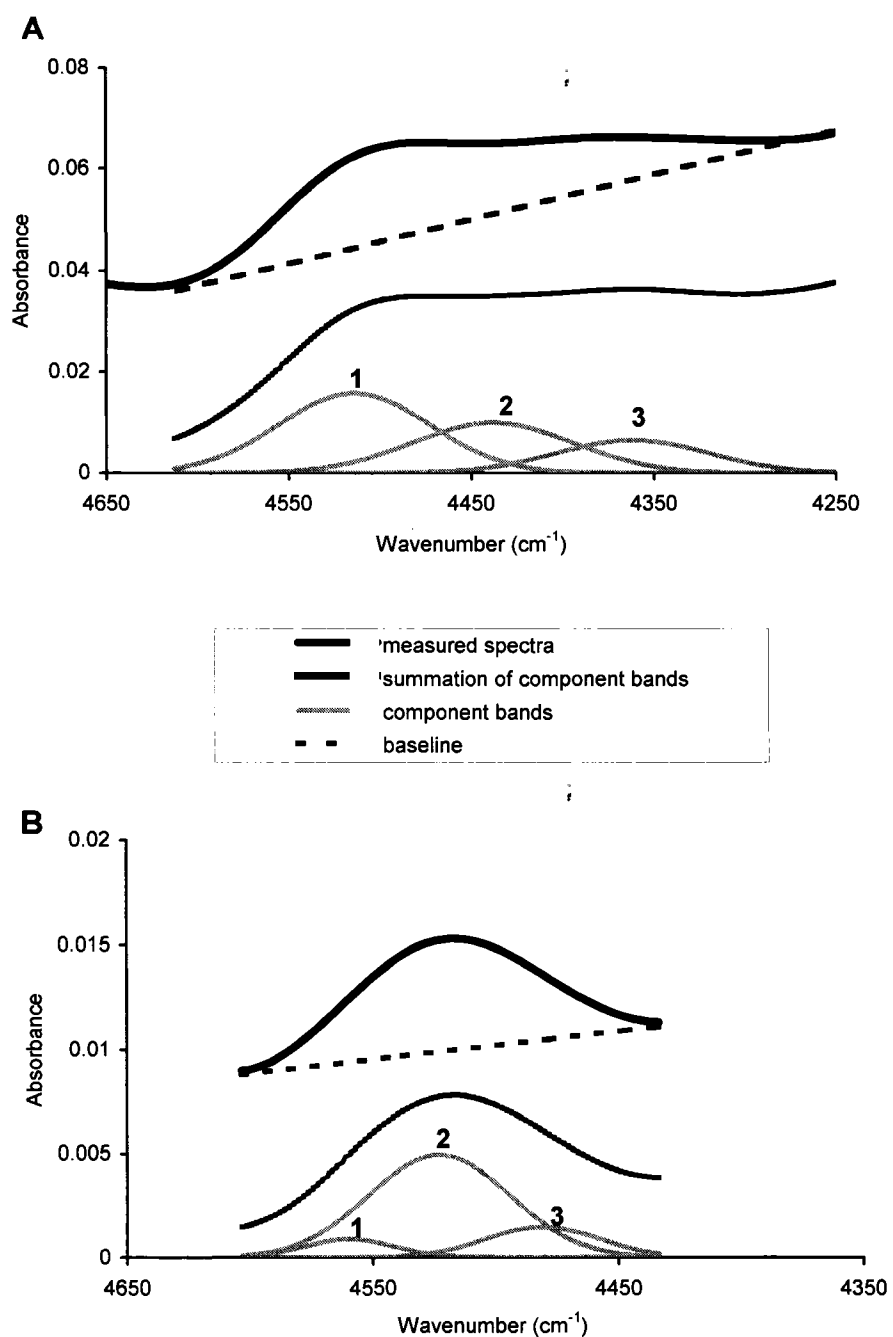 A
0.08
0.06
0.04
0.02
0
Absorbance
1
2
3
4650 4550 4450 4350 4250
Wavenumber (cm⁻¹)
measured spectra
summation of component bands
component bands
baseline
B
0.02
0.015
0.01
0.005
0
Absorbance
1
2
3
4650 4550 4450 4350
Wavenumber (cm⁻¹)